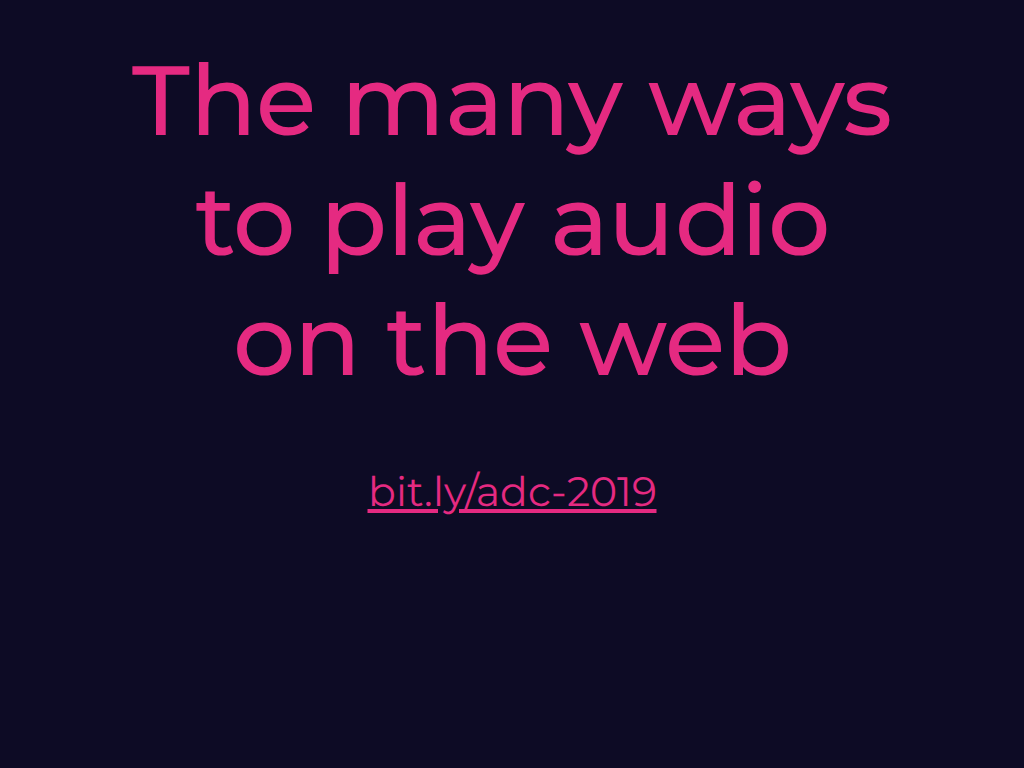 The many ways
to play audio
on the web
bit.ly/adc-2019